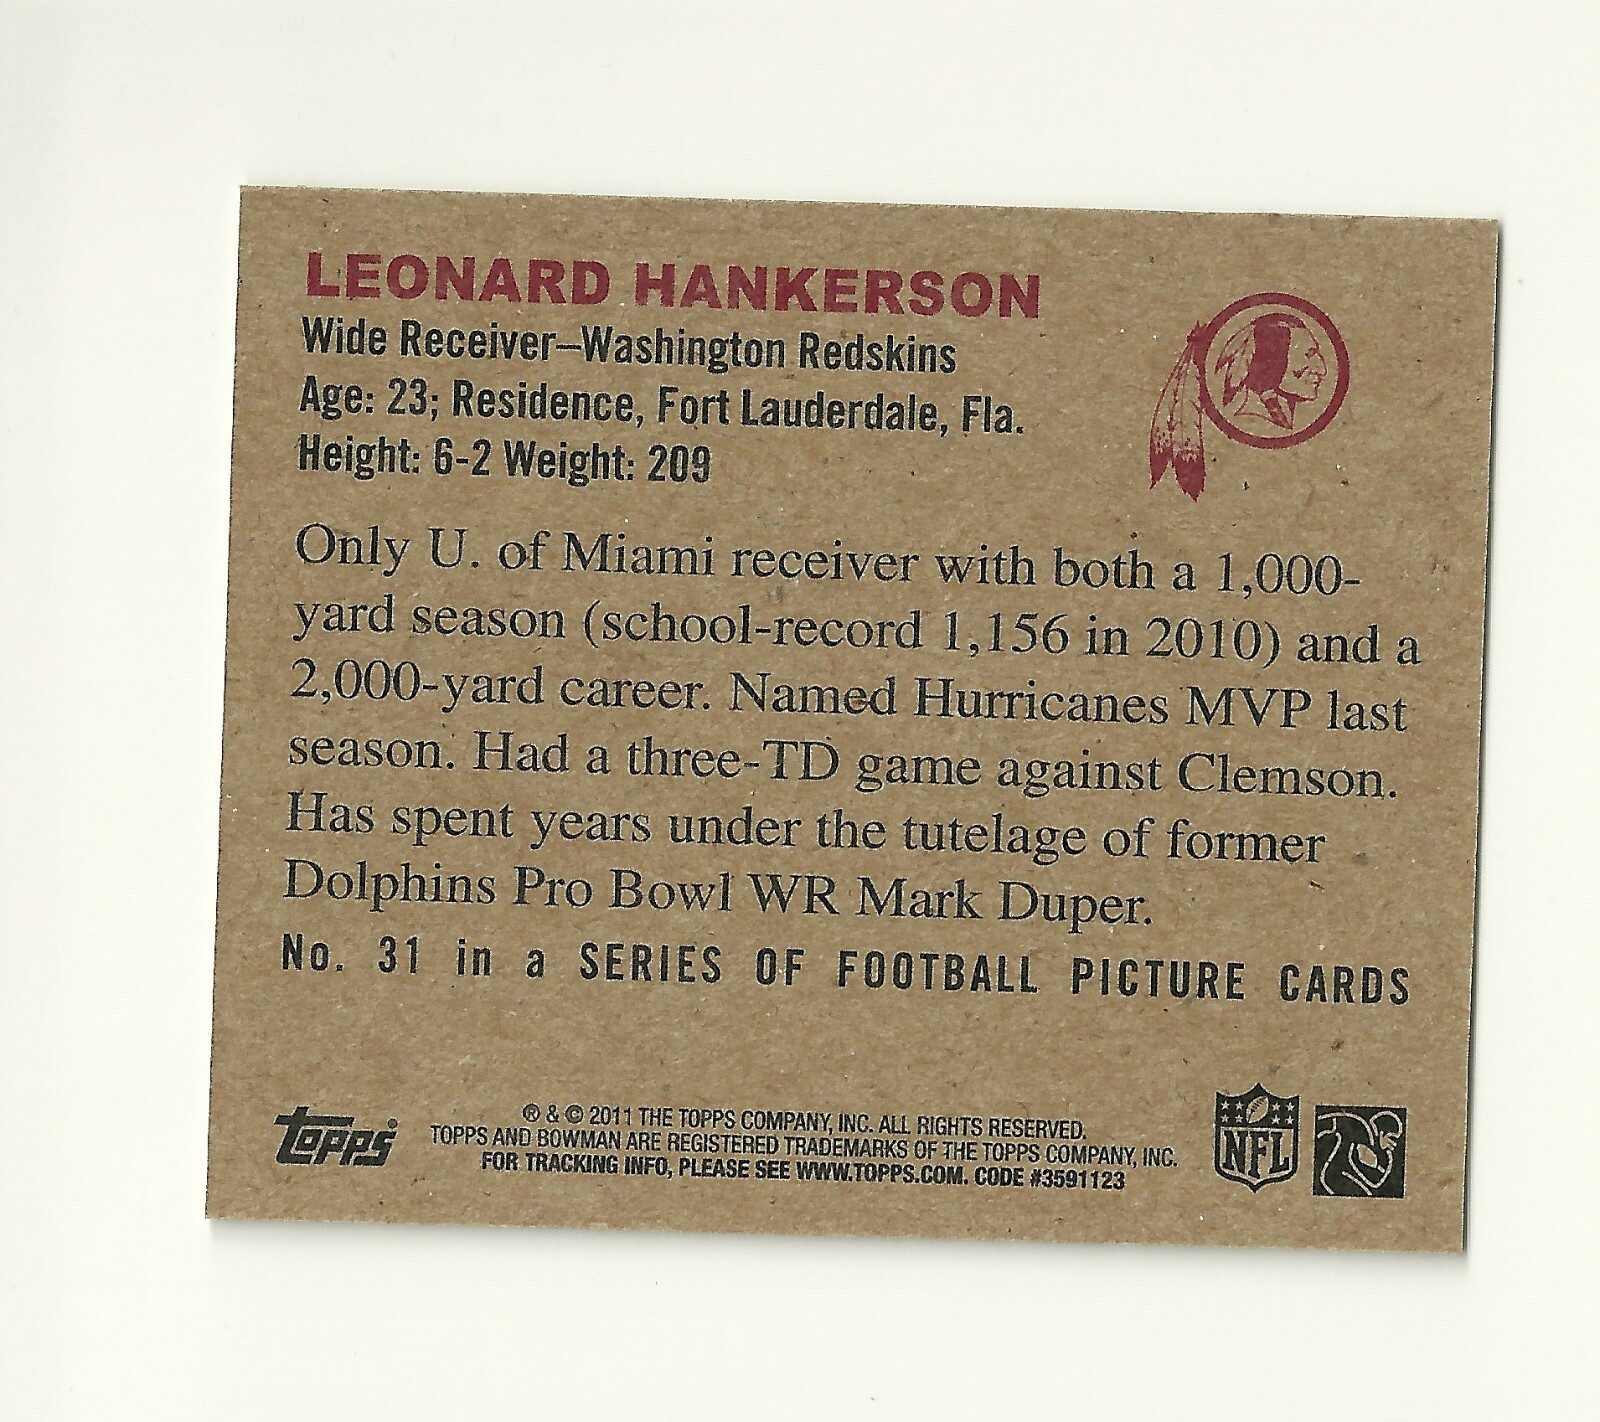 LEONARD HANKERSON
Wide Receiver–Washington Redskins
Age: 23; Residence, Fort Lauderdale, Fla.
Height: 6-2 Weight: 209
Only U. of Miami receiver with both a 1,000-
yard season (school-record 1,156 in 2010) and a
2,000-yard career. Named Hurricanes MVP last
season. Had a three-TD game against Clemson.
Has spent years under the tutelage of former
Dolphins Pro Bowl WR Mark Duper.
No. 31 in a SERIES OF FOOTBALL PICTURE CARDS
topps®
® & © 2011 THE TOPPS COMPANY, INC. ALL RIGHTS RESERVED.
TOPPS AND BOWMAN ARE REGISTERED TRADEMARKS OF THE TOPPS COMPANY, INC.
FOR TRACKING INFO, PLEASE SEE WWW.TOPPS.COM. CODE #3591123
NFL